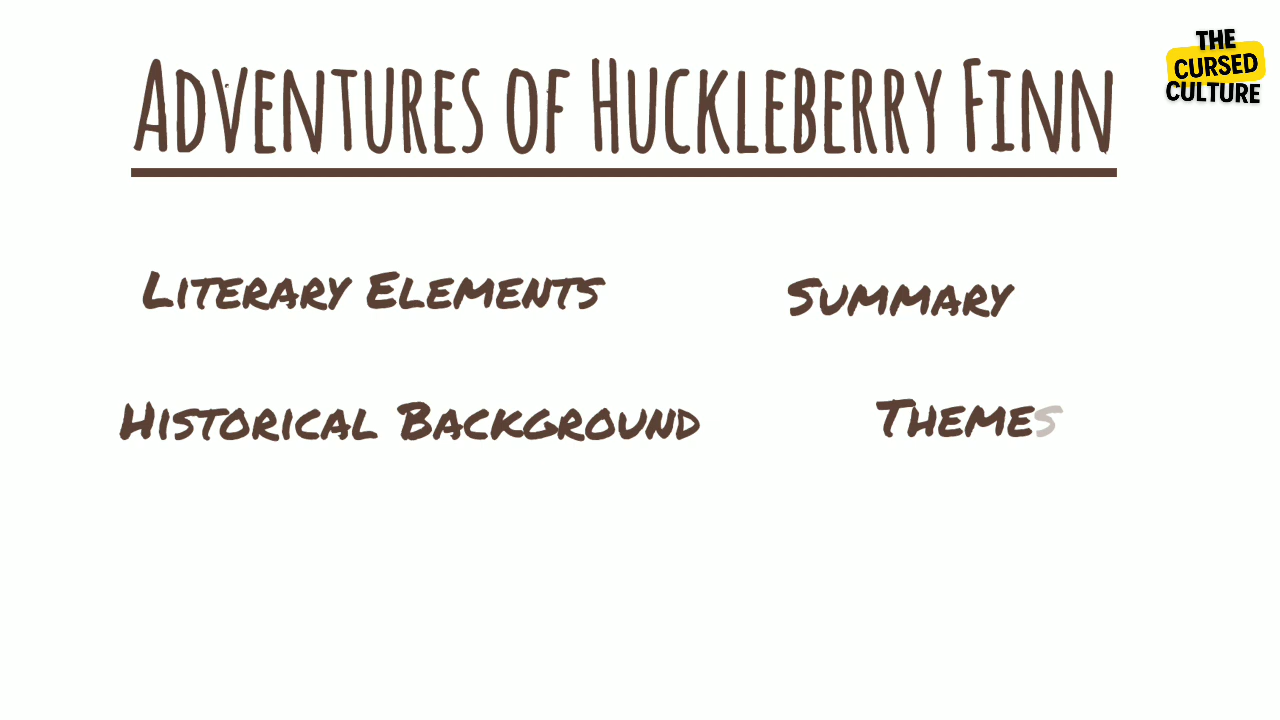 Adventures of Huckleberry Finn
THE
CURSED
CULTURE
Literary Elements
Summary
Historical Background
Themes